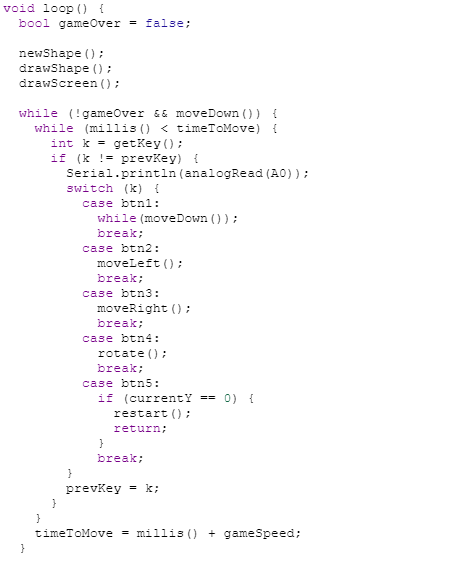 void loop() {
  bool gameOver = false;

  newShape();
  drawShape();
  drawScreen();

  while (!gameOver && moveDown()) {
    while (millis() < timeToMove) {
      int k = getKey();
      if (k != prevKey) {
        Serial.println(analogRead(A0));
        switch (k) {
          case btn1:
            while(moveDown());
            break;
          case btn2:
            moveLeft();
            break;
          case btn3:
            moveRight();
            break;
          case btn4:
            rotate();
            break;
          case btn5:
            if (currentY == 0) {
              restart();
              return;
            }
            break;
        }
        prevKey = k;
      }
    }
    timeToMove = millis() + gameSpeed;
  }